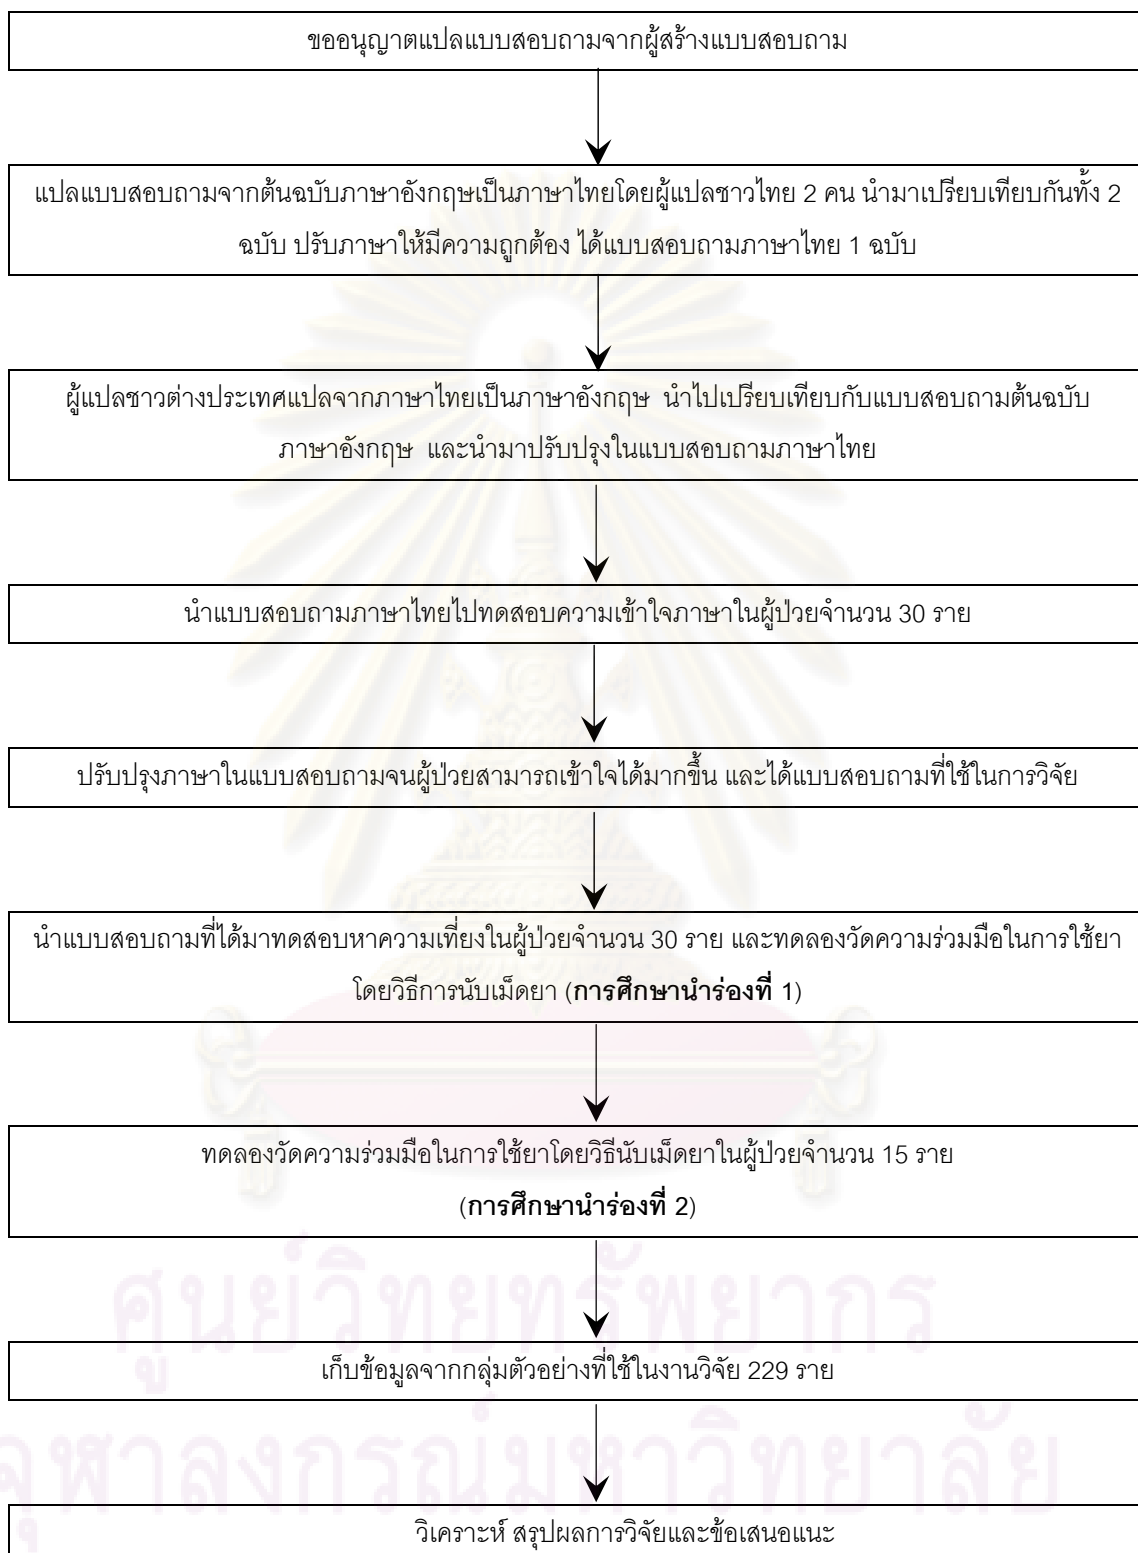 ขออนุญาตแปลแบบสอบถามจากผู้สร้างแบบสอบถาม
แปลแบบสอบถามจากต้นฉบับภาษาอังกฤษเป็นภาษาไทยโดยผู้แปลชาวไทย 2 คน นำมาเปรียบเทียบกันทั้ง 2
ฉบับ ปรับภาษาให้มีความถูกต้อง ได้แบบสอบถามภาษาไทย 1 ฉบับ
ผู้แปลชาวต่างประเทศแปลจากภาษาไทยเป็นภาษาอังกฤษ นำไปเปรียบเทียบกับแบบสอบถามต้นฉบับ
ภาษาอังกฤษ และนำมาปรับปรุงในแบบสอบถามภาษาไทย
นำแบบสอบถามภาษาไทยไปทดสอบความเข้าใจภาษาในผู้ป่วยจำนวน 30 ราย
ปรับปรุงภาษาในแบบสอบถามจนผู้ป่วยสามารถเข้าใจได้มากขึ้น และได้แบบสอบถามที่ใช้ในการวิจัย
นำแบบสอบถามที่ได้มาทดสอบหาความเที่ยงในผู้ป่วยจำนวน 30 ราย และทดลองวัดความร่วมมือในการใช้ยา
โดยวิธีการนับเม็ดยา (การศึกษานำร่องที่ 1)
ทดลองวัดความร่วมมือในการใช้ยาโดยวิธีนับเม็ดยาในผู้ป่วยจำนวน 15 ราย
(การศึกษานำร่องที่ 2)
ศูนย์วิทยทรัพยากร
เก็บข้อมูลจากกลุ่มตัวอย่างที่ใช้ในงานวิจัย 229 ราย
จุฬาลงกรณ์มหาวิทยาลัย
วิเคราะห์ สรุปผลการวิจัยและข้อเสนอแนะ